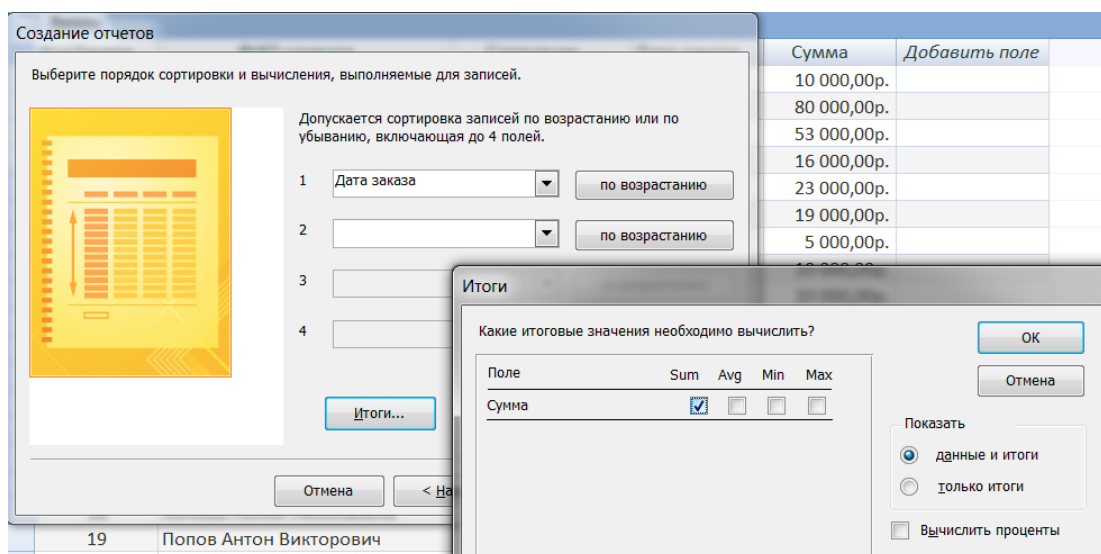 Создание отчетов
Выберите порядок сортировки и вычисления, выполняемые для записей.
Допускается сортировка записей по возрастанию или по
убыванию, включающая до 4 полей.
1 Дата заказа по возрастанию
2 по возрастанию
3
4
Итоги...
Отмена < На
Сумма Добавить поле
10 000,00р.
80 000,00р.
53 000,00р.
16 000,00р.
23 000,00р.
19 000,00р.
5 000,00р.
Итоги
Какие итоговые значения необходимо вычислить?
Поле Sum Avg Min Max
Сумма
ОК
Отмена
Показать
данные и итоги
только итоги
Вычислить проценты
19 Попов Антон Викторович